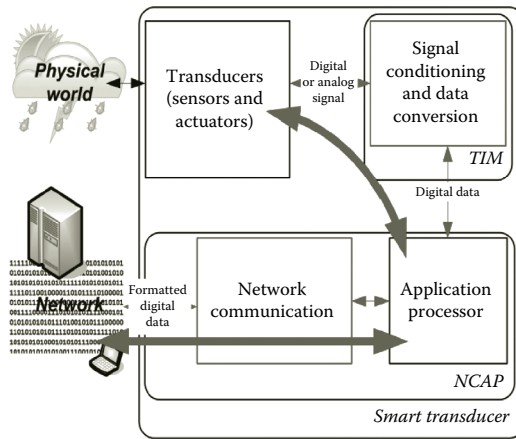 Physical
world
Transducers
(sensors and
actuators)
Digital
or analog
signal
Signal
conditioning
and data
conversion
TIM
Digital data
Network
Formatted
digital
data
Network
communication
Application
processor
NCAP
Smart transducer